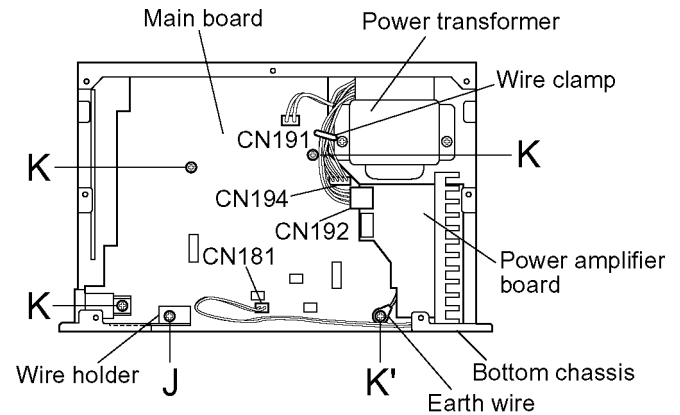 Main board
Power transformer
Wire clamp
CN191
K
K
CN194
CN192
CN181
Power amplifier
board
K
Wire holder
J
K'
Bottom chassis
Earth wire